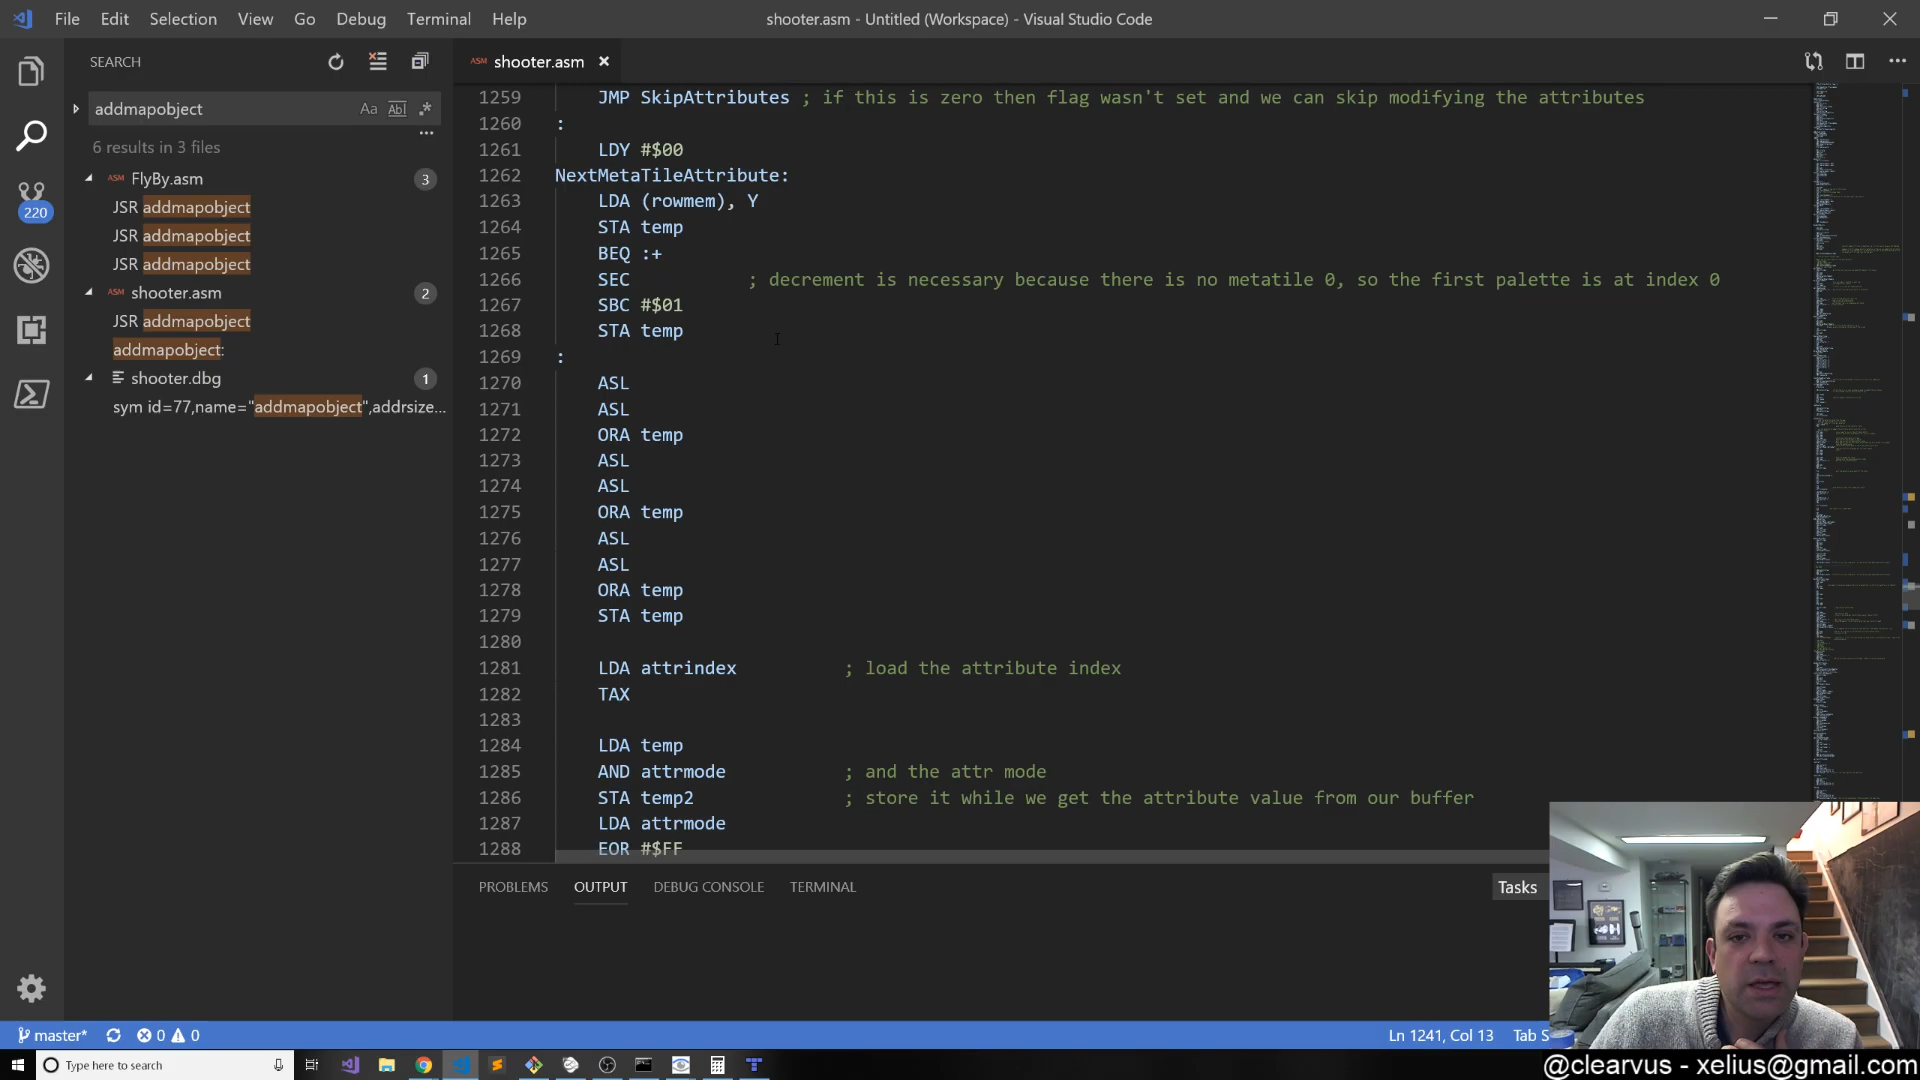 File Edit Selection View Go Debug Terminal Help
shooter.asm - Untitled (Workspace) - Visual Studio Code
SEARCH
addmapobject
Aa Abl .*
6 results in 3 files
ASM FlyBy.asm 3
JSR addmapobject
JSR addmapobject
JSR addmapobject
ASM shooter.asm 2
JSR addmapobject
addmapobject:
shooter.dbg 1
sym id=77,name="addmapobject",addrsize...
220
ASM shooter.asm
1259 JMP SkipAttributes ; if this is zero then flag wasn't set and we can skip modifying the attributes
1260 :
1261 LDY #$00
1262 NextMetaTileAttribute:
1263 LDA (rowmem), Y
1264 STA temp
1265 BEQ :+
1266 SEC ; decrement is necessary because there is no metatile 0, so the first palette is at index 0
1267 SBC #$01
1268 STA temp
1269 :
1270 ASL
1271 ASL
1272 ORA temp
1273 ASL
1274 ASL
1275 ORA temp
1276 ASL
1277 ASL
1278 ORA temp
1279 STA temp
1280
1281 LDA attrindex ; load the attribute index
1282 TAX
1283
1284 LDA temp
1285 AND attrmode ; and the attr mode
1286 STA temp2 ; store it while we get the attribute value from our buffer
1287 LDA attrmode
1288 EOR #$FF
PROBLEMS OUTPUT DEBUG CONSOLE TERMINAL
Tasks
master* 0 0
Ln 1241, Col 13 Tab S
Type here to search
@clearvus - xelius@gmail.com